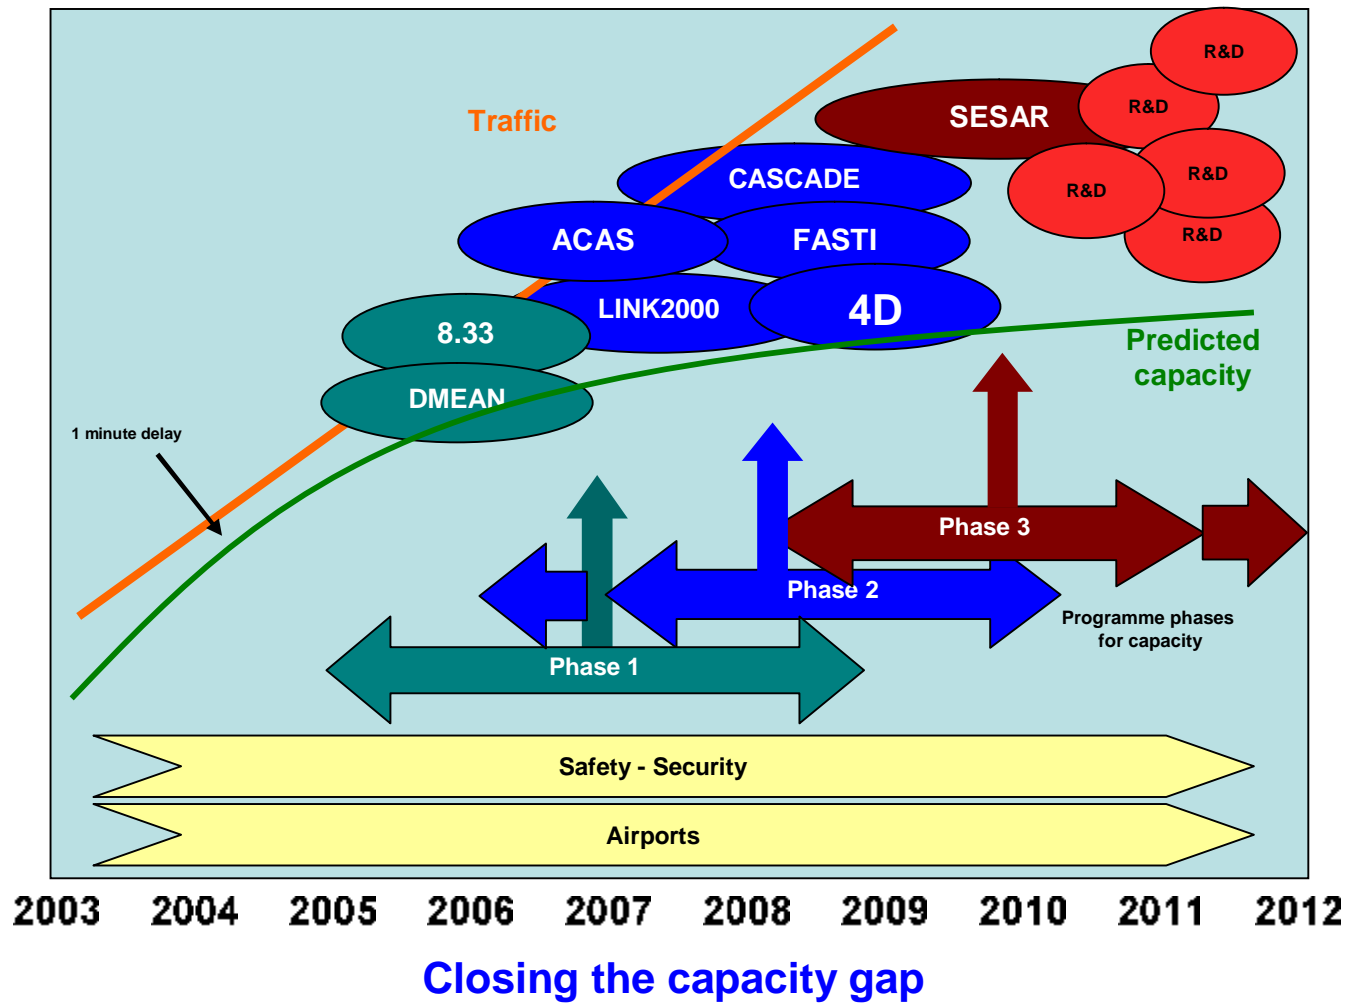 R&D
Traffic
SESAR
R&D
CASCADE
R&D
R&D
ACAS
FASTI
R&D
LINK2000
4D
8.33
Predicted
capacity
DMEAN
1 minute delay
Phase 3
Phase 2
Programme phases
for capacity
Phase 1
Safety - Security
Airports
2003 2004 2005 2006 2007 2008 2009 2010 2011 2012
Closing the capacity gap